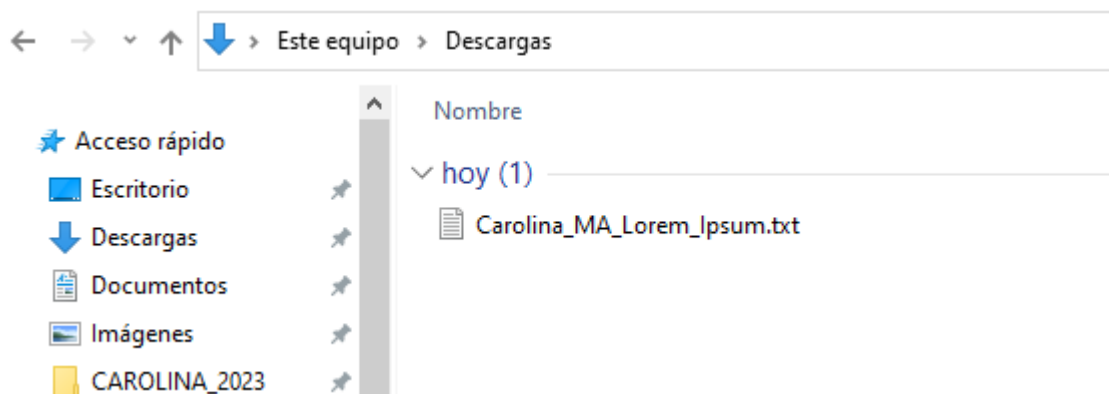 Este equipo > Descargas
Acceso rápido
Escritorio
Descargas
Documentos
Imágenes
CAROLINA_2023
Nombre
hoy (1)
Carolina_MA_Lorem_Ipsum.txt